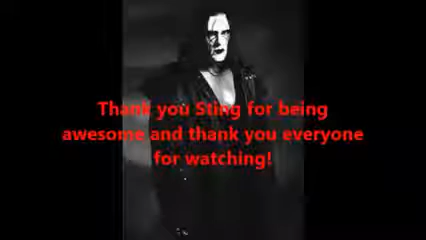 Thank you Sting for being
awesome and thank you everyone
for watching!